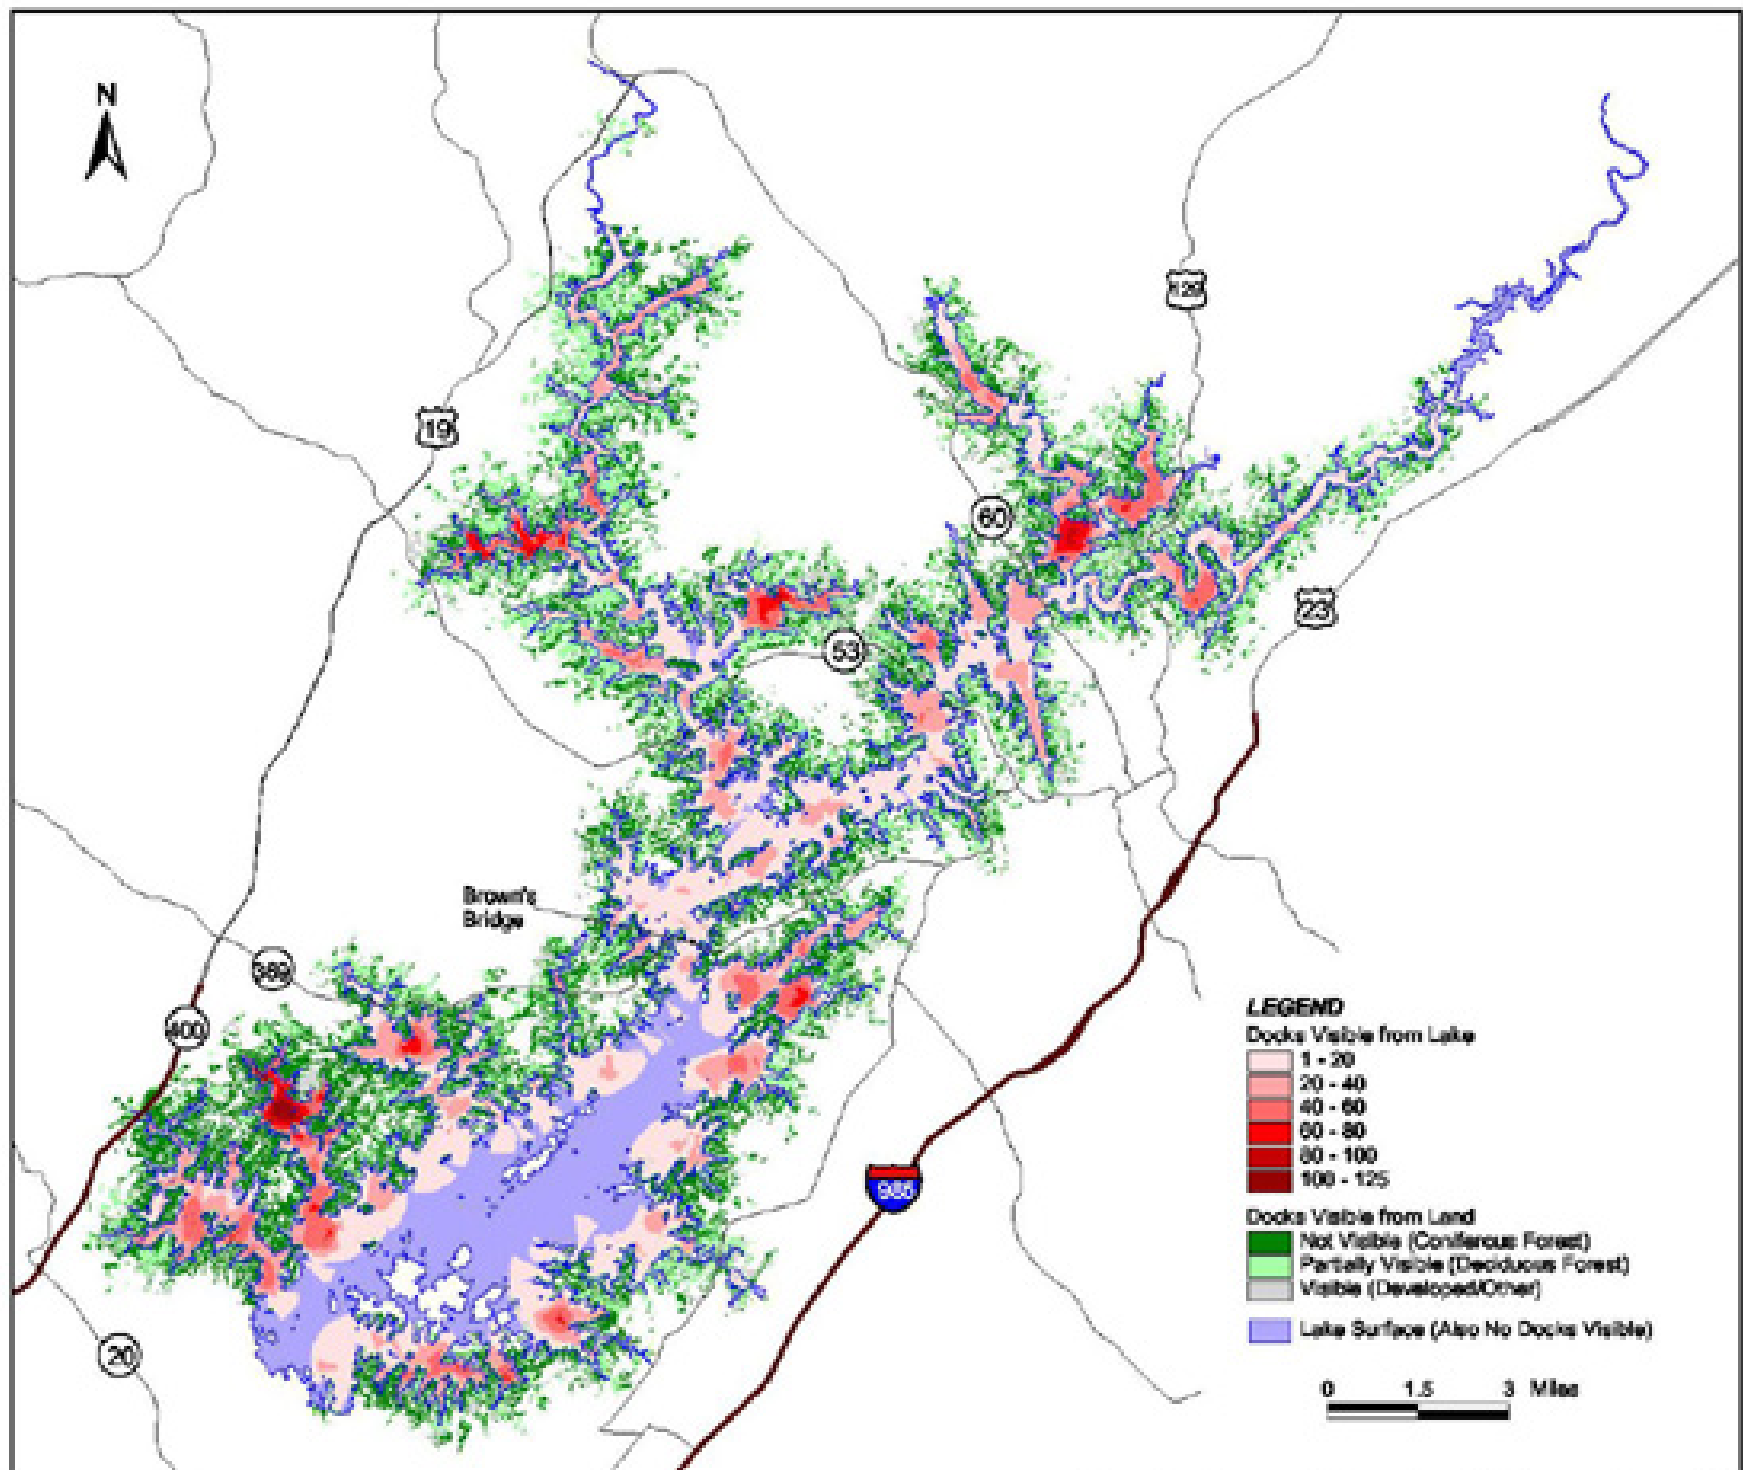 N
129
19
60
23
53
Brown's
Bridge
369
400
985
20
LEGEND
Docks Visible from Lake
1 - 20
20 - 40
40 - 60
60 - 80
80 - 100
100 - 125
Docks Visible from Land
Not Visible (Coniferous Forest)
Partially Visible (Deciduous Forest)
Visible (Developed/Other)
Lake Surface (Also No Docks Visible)
0 1.5 3 Miles